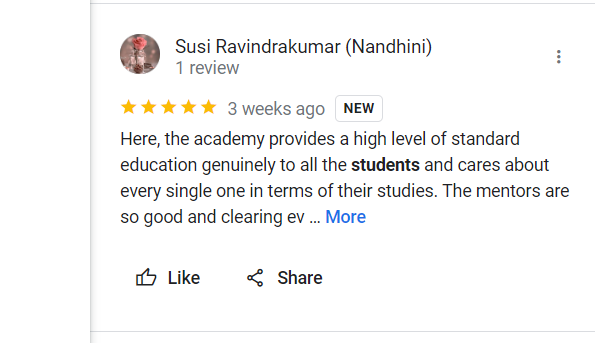 Susi Ravindrakumar (Nandhini)
1 review
3 weeks ago NEW
Here, the academy provides a high level of standard
education genuinely to all the students and cares about
every single one in terms of their studies. The mentors are
so good and clearing ev ... More
Like Share